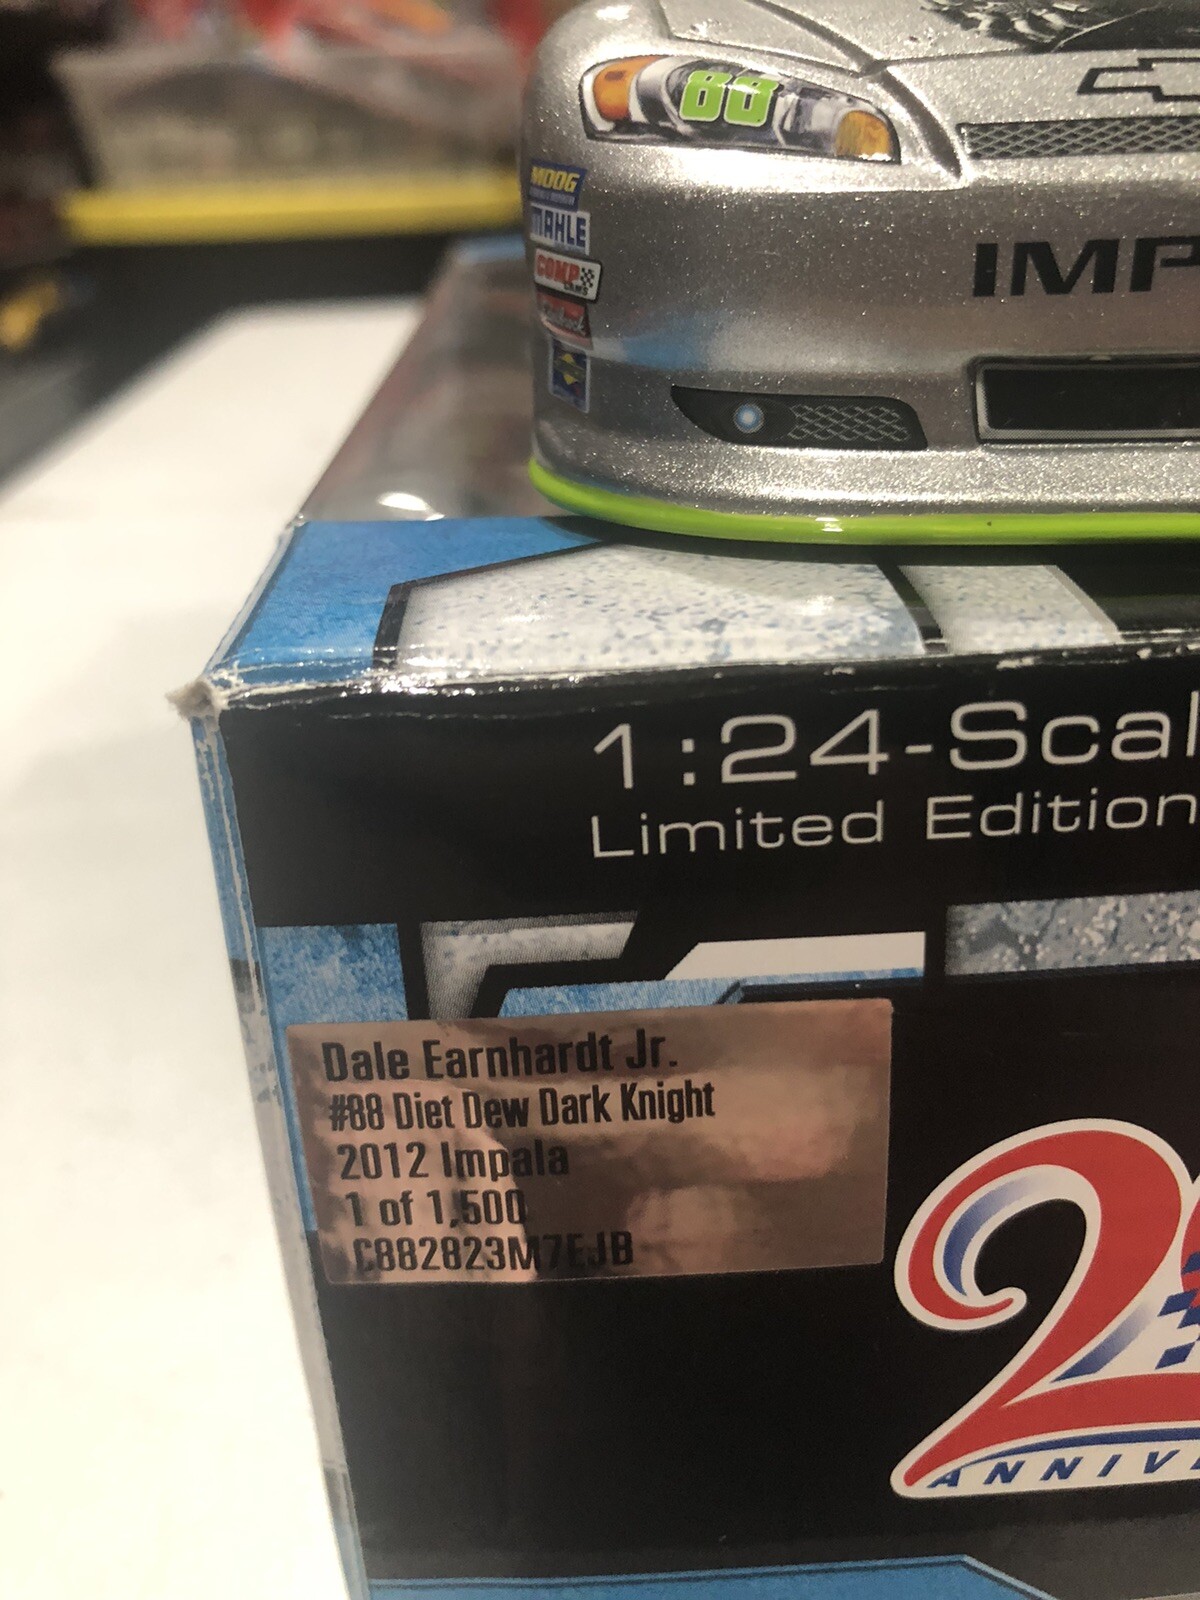 88
MOOG
MAHLE
COMP
CAMS
IMP
1:24-Scal
Limited Edition
Dale Earnhardt Jr.
#88 Diet Dew Dark Knight
2012 Impala
1 of 1,500
C882823M7EJB
2
ANNIV